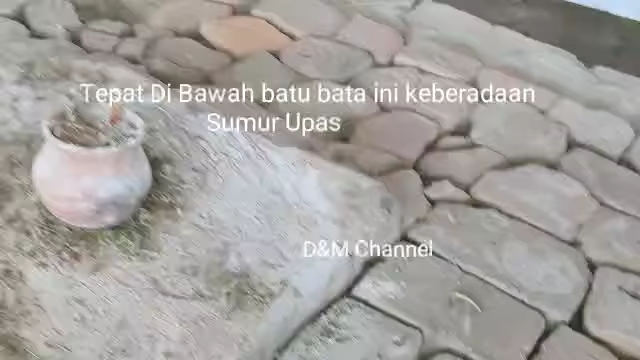 Tepat Di Bawah batu bata ini keberadaan
Sumur Upas
D&M Channel